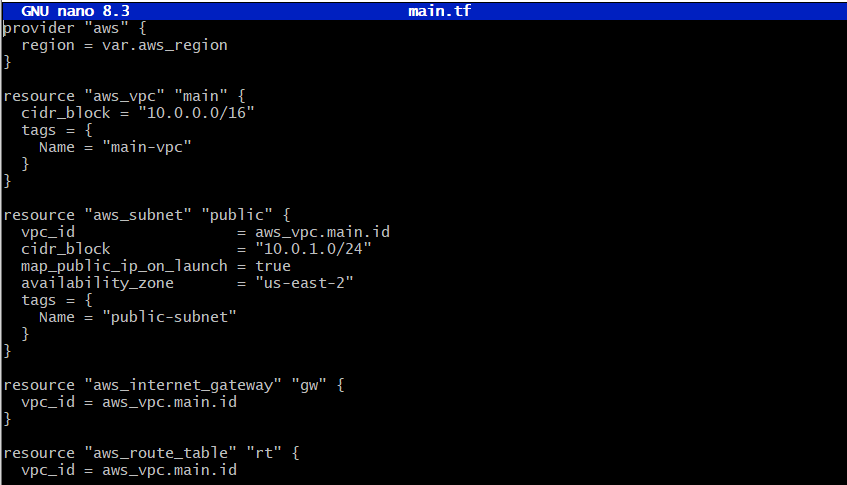 GNU nano 8.3 main.tf
provider "aws" {
  region = var.aws_region
}

resource "aws_vpc" "main" {
  cidr_block = "10.0.0.0/16"
  tags = {
    Name = "main-vpc"
  }
}

resource "aws_subnet" "public" {
  vpc_id                  = aws_vpc.main.id
  cidr_block              = "10.0.1.0/24"
  map_public_ip_on_launch = true
  availability_zone       = "us-east-2"
  tags = {
    Name = "public-subnet"
  }
}

resource "aws_internet_gateway" "gw" {
  vpc_id = aws_vpc.main.id
}

resource "aws_route_table" "rt" {
  vpc_id = aws_vpc.main.id